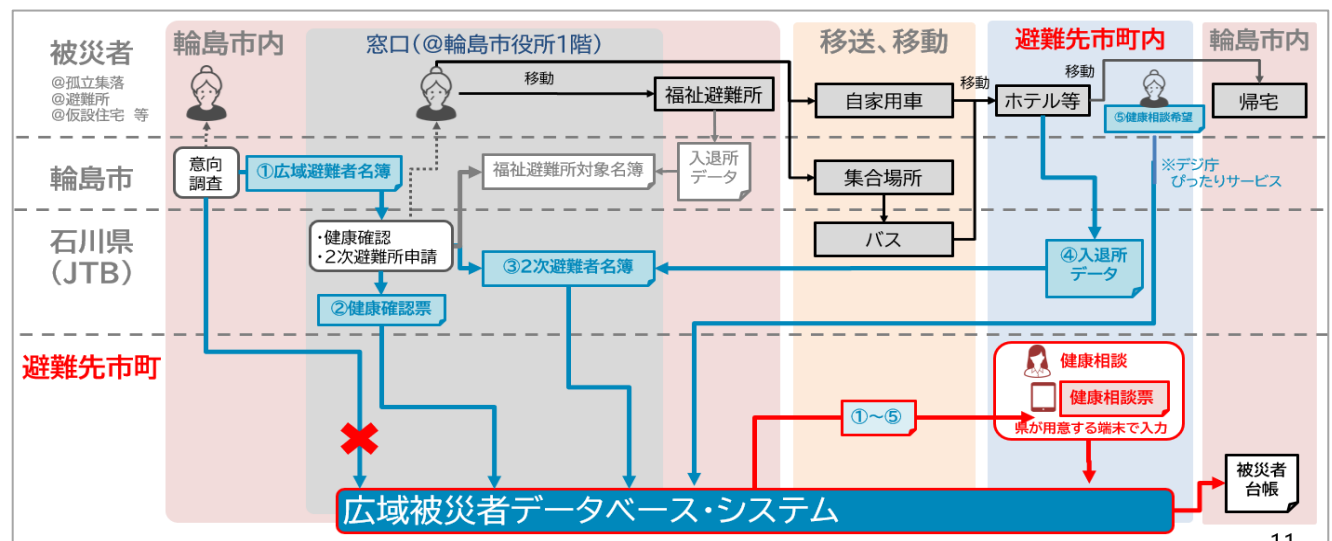 被災者
@孤立集落
@避難所
@仮設住宅 等
輪島市内
窓口(@輪島市役所1階)
移送、移動
避難先市町内
輪島市内
移動
福祉避難所
自家用車
移動
ホテル等
移動
⑤健康相談希望
帰宅
輪島市
意向
調査
①広域避難者名簿
福祉避難所対象名簿
入退所
データ
集合場所
※デジ庁
ぴったりサービス
石川県
(JTB)
・健康確認
・2次避難所申請
③2次避難者名簿
バス
④入退所
データ
②健康確認票
避難先市町
健康相談
健康相談票
県が用意する端末で入力
①~⑤
広域被災者データベース・システム
被災者
台帳
11